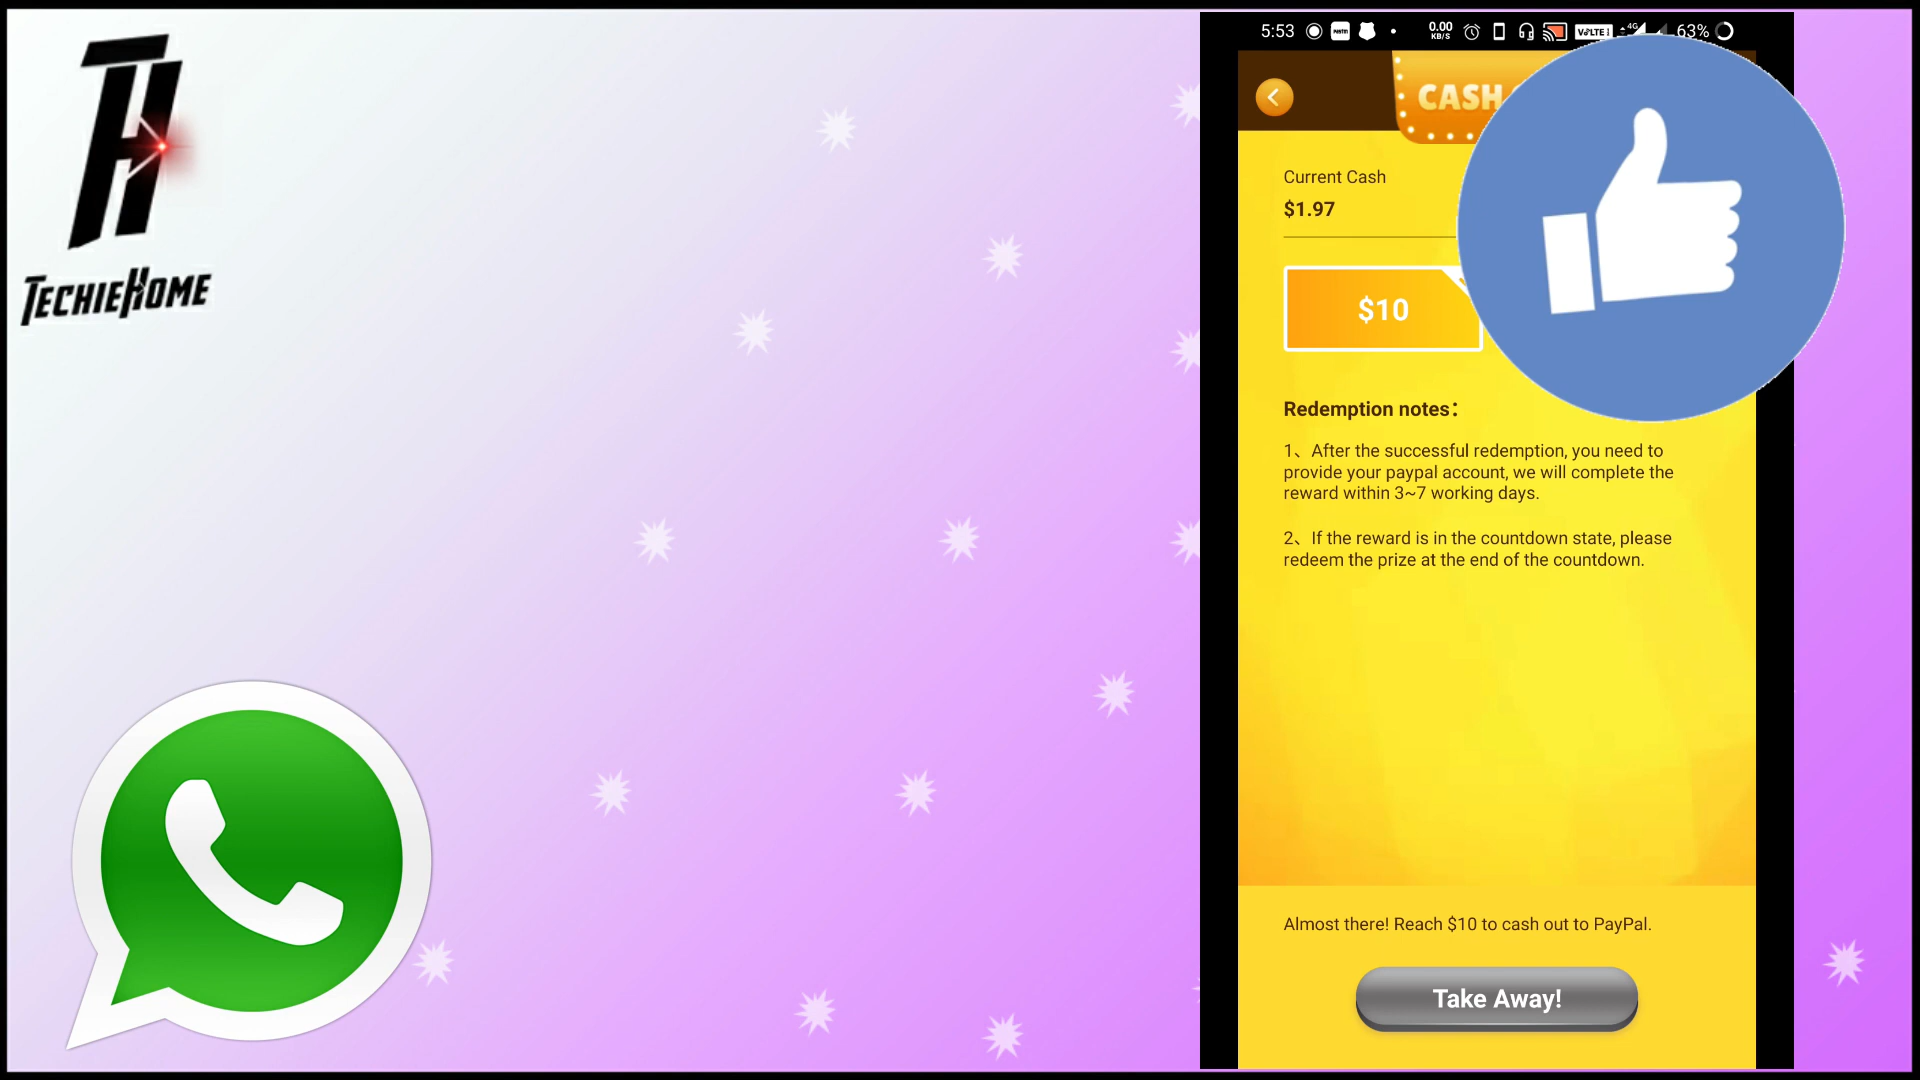 TH
TECHIEHOME
5:53 Paytm 0.00 KB/S VoLTE 4G 63%
CASH
Current Cash
$1.97
$10
Redemption notes：
1、After the successful redemption, you need to
provide your paypal account, we will complete the
reward within 3~7 working days.
2、If the reward is in the countdown state, please
redeem the prize at the end of the countdown.
Almost there! Reach $10 to cash out to PayPal.
Take Away!